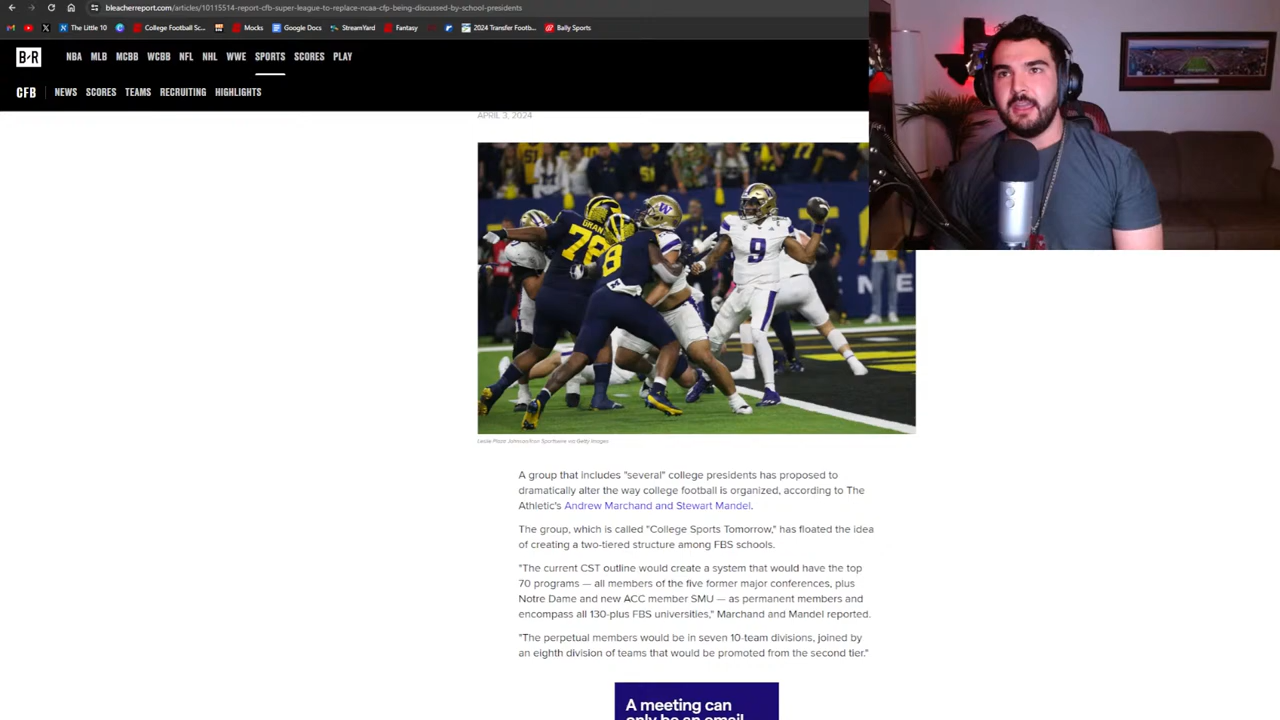 bleacherreport.com/articles/10115514-report-cfb-super-league-to-replace-ncaa-cfp-being-discussed-by-school-presidents
The Little 10
College Football Sc...
Mocks
Google Docs
StreamYard
Fantasy
2024 Transfer Footb...
Bally Sports
B/R NBA MLB MCBB WCBB NFL NHL WWE SPORTS SCORES PLAY
CFB NEWS SCORES TEAMS RECRUITING HIGHLIGHTS
APRIL 3, 2024
51
78
8
W
9
A group that includes "several" college presidents has proposed to
dramatically alter the way college football is organized, according to The
Athletic's Andrew Marchand and Stewart Mandel.
The group, which is called "College Sports Tomorrow," has floated the idea
of creating a two-tiered structure among FBS schools.
"The current CST outline would create a system that would have the top
70 programs — all members of the five former major conferences, plus
Notre Dame and new ACC member SMU — as permanent members and
encompass all 130-plus FBS universities," Marchand and Mandel reported.
"The perpetual members would be in seven 10-team divisions, joined by
an eighth division of teams that would be promoted from the second tier."
A meeting can
only be an email